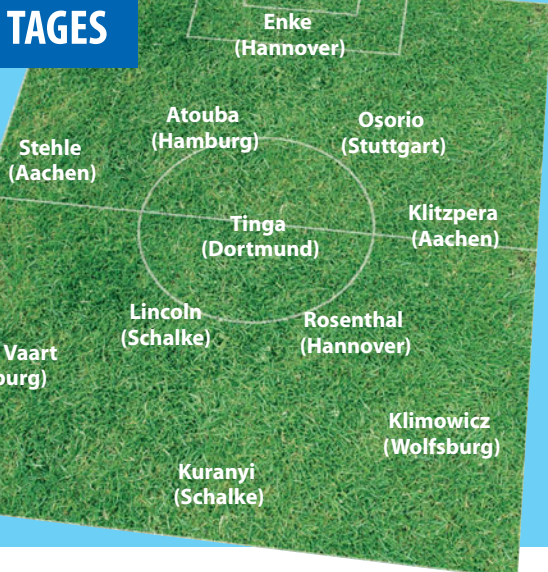 TAGES
Enke
(Hannover)
Atouba
(Hamburg)
Osorio
(Stuttgart)
Stehle
(Aachen)
Klitzpera
(Aachen)
Tinga
(Dortmund)
Lincoln
(Schalke)
Rosenthal
(Hannover)
Vaart
burg)
Klimowicz
(Wolfsburg)
Kuranyi
(Schalke)